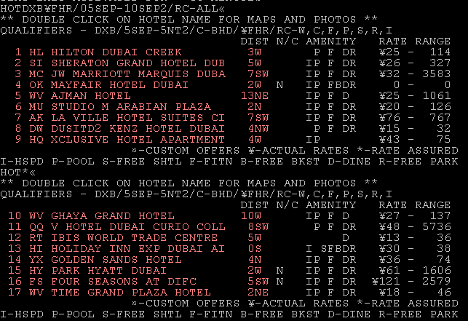 HOTDXB¥FHR/05SEP-10SEP2/RC-ALL«
** DOUBLE CLICK ON HOTEL NAME FOR MAPS AND PHOTOS **
QUALIFIERS - DXB/5SEP-5NT2/C-BHD/¥FHR/RC-W,C,F,P,S,R,I
DIST N/C AMENITY RATE RANGE
1 HL HILTON DUBAI CREEK 3W P F DR ¥25 - 114
2 SI SHERATON GRAND HOTEL DUB 5W IP F DR ¥26 - 327
3 MC JW MARRIOTT MARQUIS DUBA 7SW IP F DR ¥32 - 3583
4 OK MAYFAIR HOTEL DUBAI 2W N IP FBDR 0 - 0
5 WV AJMAN HOTEL 13NE IP F D ¥25 - 1061
6 MU STUDIO M ARABIAN PLAZA 2N IP F DR ¥20 - 126
7 AK LA VILLE HOTEL SUITES CI 7SW IP F DR ¥76 - 767
8 DW DUSITD2 KENZ HOTEL DUBAI 4NW P F DR ¥15 - 32
9 HQ XCLUSIVE HOTEL APARTMENT 4W IP ¥43 - 75
¤-CUSTOM OFFERS ¥-ACTUAL RATES *-RATE ASSURED
I-HSPD P-POOL S-FREE SHTL F-FITN B-FREE BKST D-DINE R-FREE PARK
HOT*«
** DOUBLE CLICK ON HOTEL NAME FOR MAPS AND PHOTOS **
QUALIFIERS - DXB/5SEP-5NT2/C-BHD/¥FHR/RC-W,C,F,P,S,R,I
DIST N/C AMENITY RATE RANGE
10 WV GHAYA GRAND HOTEL 10W IP F D ¥27 - 137
11 QQ V HOTEL DUBAI CURIO COLL 8SW P F DR ¥48 - 5736
12 RT IBIS WORLD TRADE CENTRE 5W D ¥13 - 36
13 HI HOLIDAY INN EXP DUBAI AI 0S I SFBDR ¥30 - 38
14 YX GOLDEN SANDS HOTEL 4N IP F DR ¥36 - 74
15 HY PARK HYATT DUBAI 2W N IP F DR ¥61 - 1606
16 FS FOUR SEASONS AT DIFC 5SW N IP F DR ¥121 - 2579
17 WV TIME GRAND PLAZA HOTEL 2NE IP F DR ¥18 - 46
¤-CUSTOM OFFERS ¥-ACTUAL RATES *-RATE ASSURED
I-HSPD P-POOL S-FREE SHTL F-FITN B-FREE BKST D-DINE R-FREE PARK